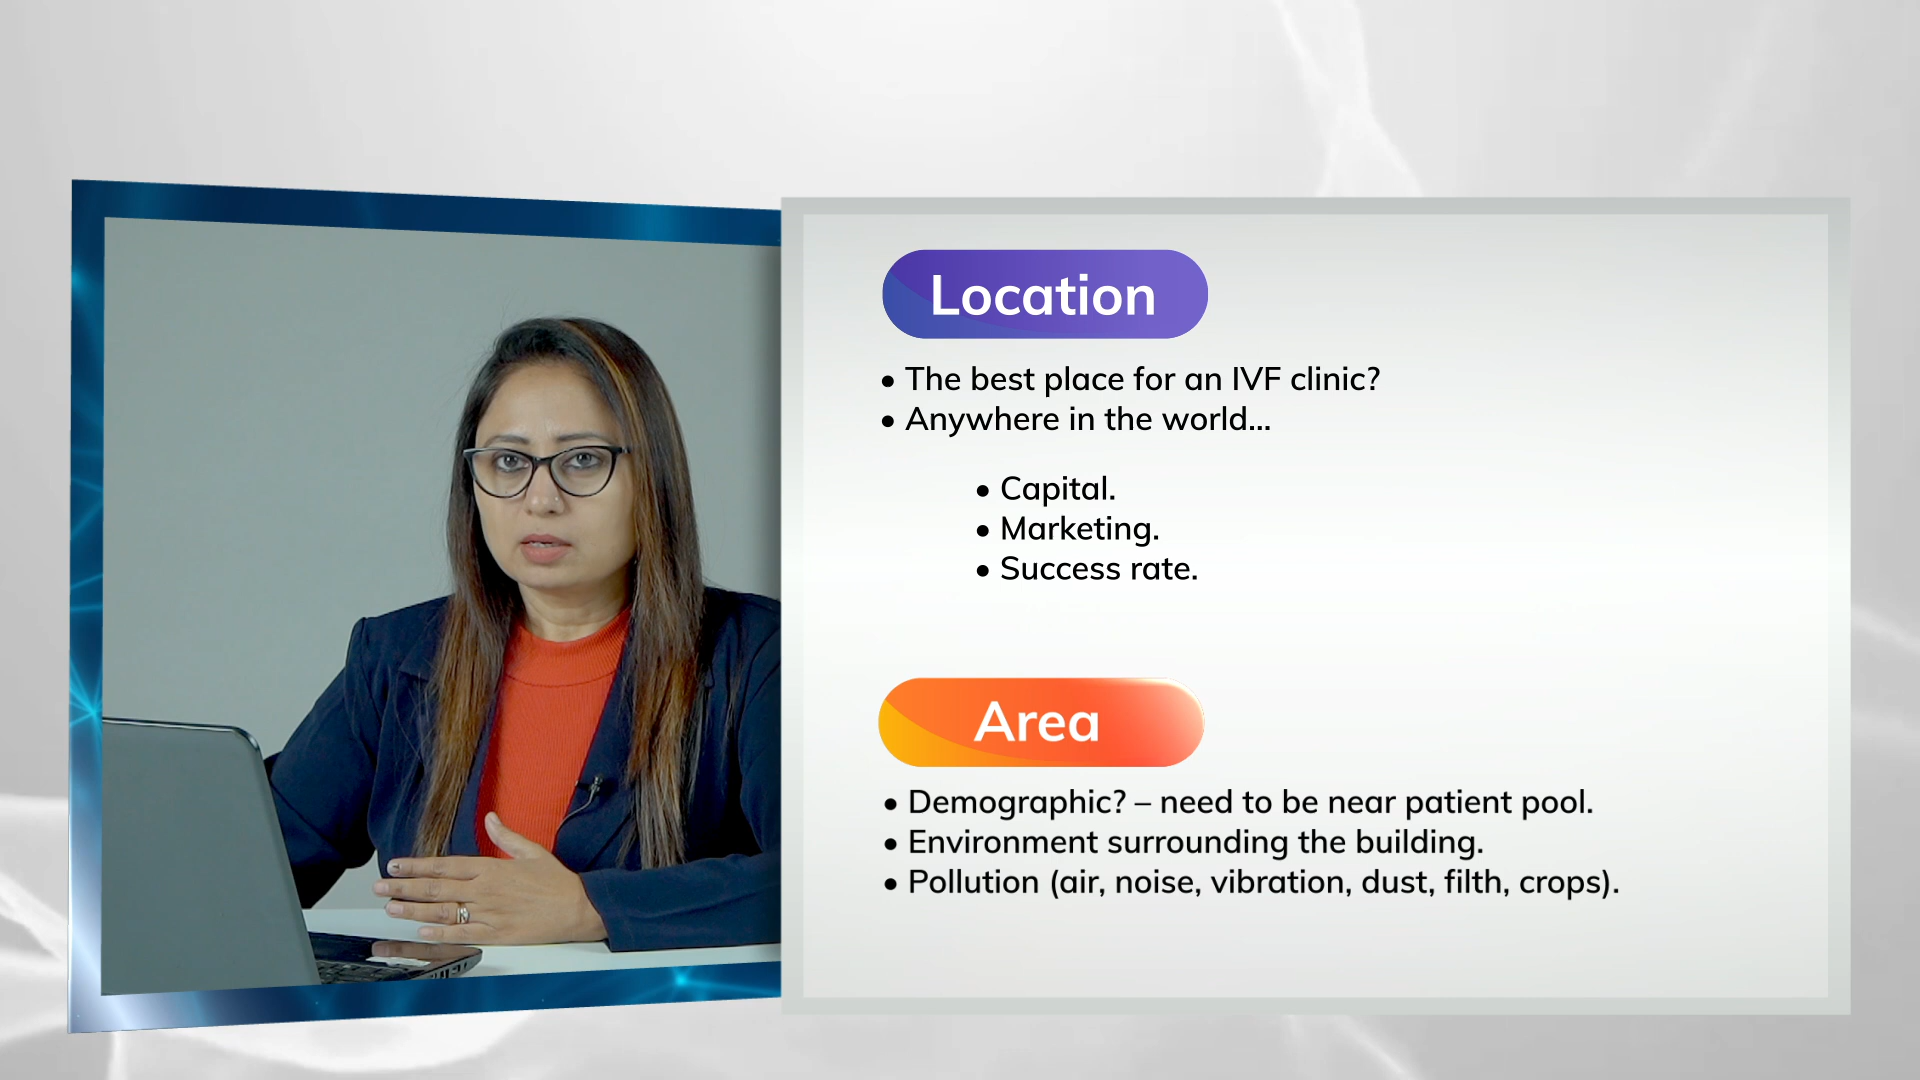 Location
• The best place for an IVF clinic?
• Anywhere in the world...
• Capital.
• Marketing.
• Success rate.
Area
• Demographic? – need to be near patient pool.
• Environment surrounding the building.
• Pollution (air, noise, vibration, dust, filth, crops).